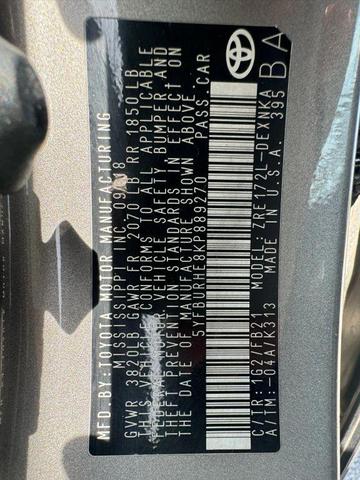 MFD. BY: TOYOTA MOTOR MANUFACTURING
MISSISSIPPI INC. 09/18
GVWR 3820LB GAWR FR 2070LB RR 1850LB
THIS VEHICLE CONFORMS TO ALL APPLICABLE
FEDERAL MOTOR VEHICLE SAFETY BUMPER AND
THEFT PREVENTION STANDARDS IN EFFECT ON
THE DATE OF MANUFACTURE SHOWN ABOVE.
5YFBURHE8KP889270 PASS. CAR
C/TR: 1G2/FB21 MODEL: ZRE172L-DEXNKA
A/TM: -04A/K313 MADE IN U.S.A. 395
BA
TOYOTA